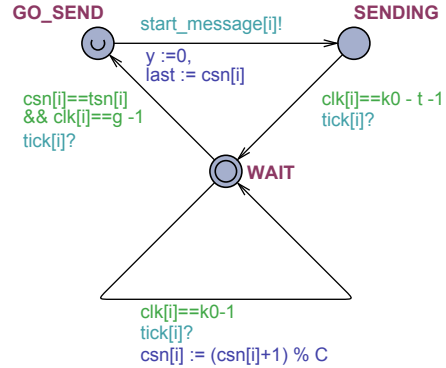 GO_SEND
SENDING
start_message[i]!
y :=0,
last := csn[i]
csn[i]==tsn[i]
&& clk[i]==g -1
tick[i]?
clk[i]==k0 - t -1
tick[i]?
WAIT
clk[i]==k0-1
tick[i]?
csn[i] := (csn[i]+1) % C